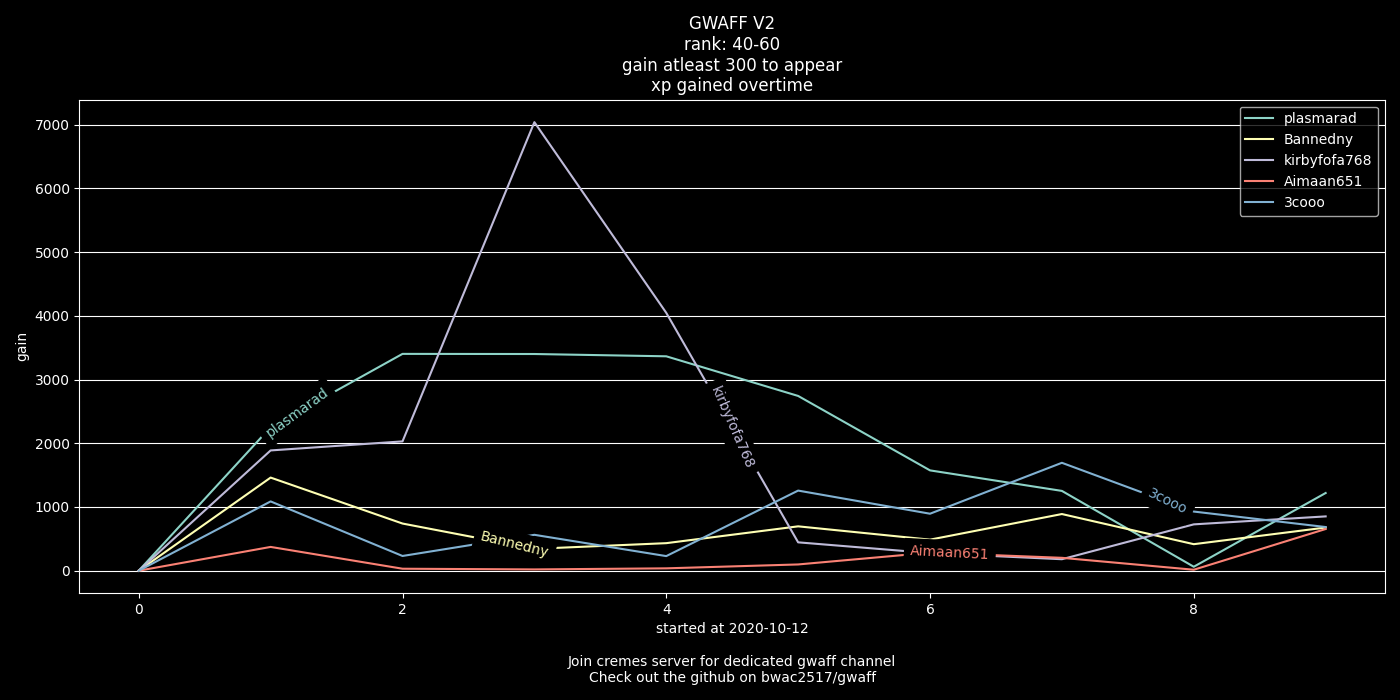 GWAFF V2
rank: 40-60
gain atleast 300 to appear
xp gained overtime
plasmarad
Bannedny
kirbyfofa768
Aimaan651
3cooo
7000
6000
5000
4000
3000
2000
1000
0
gain
plasmarad
Bannedny
kirbyfofa768
Aimaan651
3cooo
0
2
4
6
8
started at 2020-10-12
Join cremes server for dedicated gwaff channel
Check out the github on bwac2517/gwaff